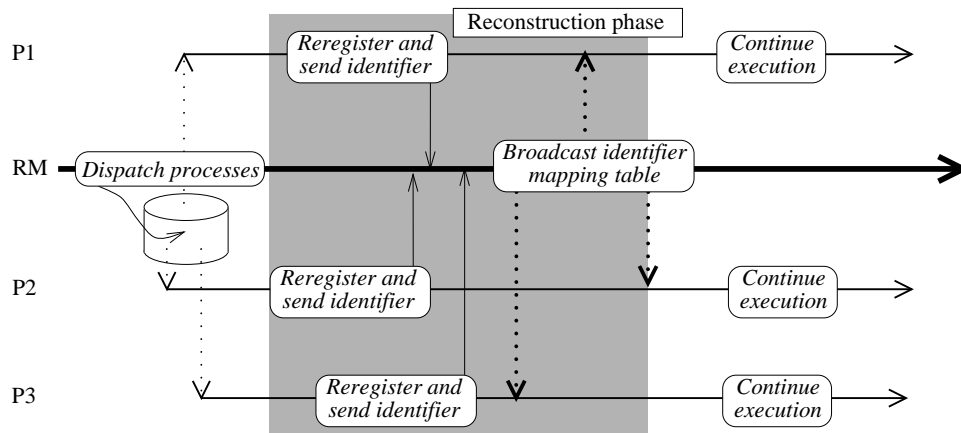 Reconstruction phase
P1
Reregister and
send identifier
Continue
execution
RM
Dispatch processes
Broadcast identifier
mapping table
P2
Reregister and
send identifier
Continue
execution
P3
Reregister and
send identifier
Continue
execution